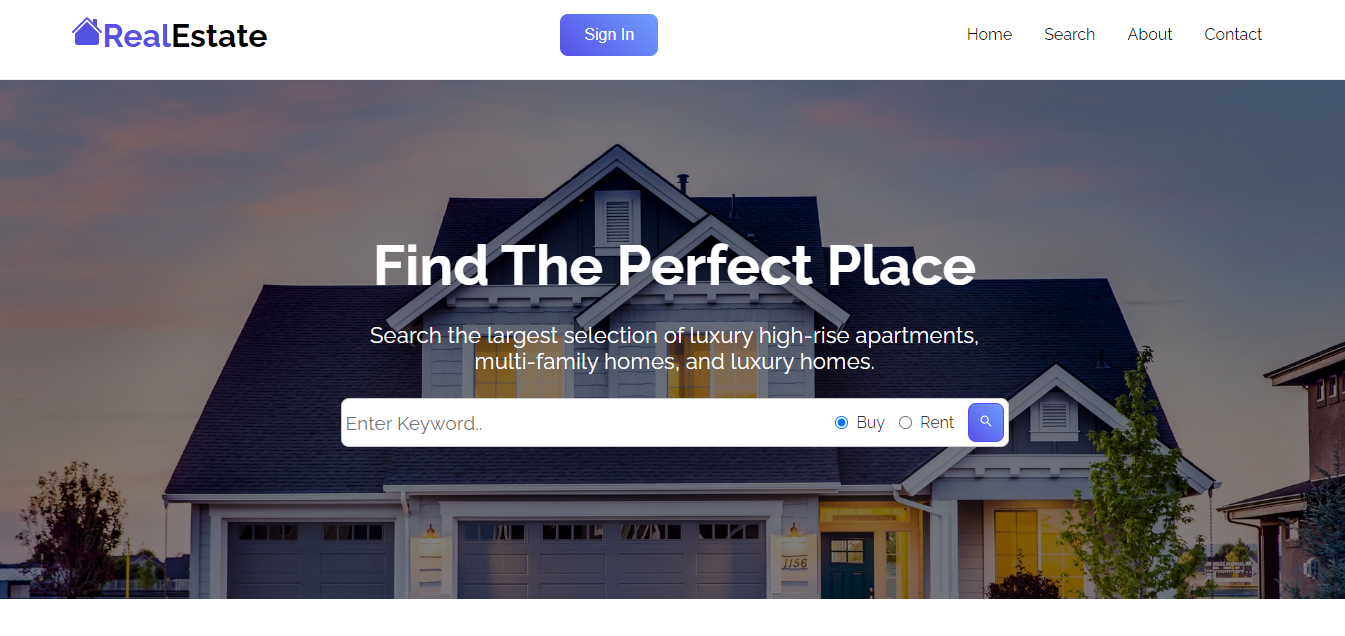 RealEstate
Sign In
Home
Search
About
Contact
Find The Perfect Place
Search the largest selection of luxury high-rise apartments,
multi-family homes, and luxury homes.
Enter Keyword..
Buy
Rent
1156